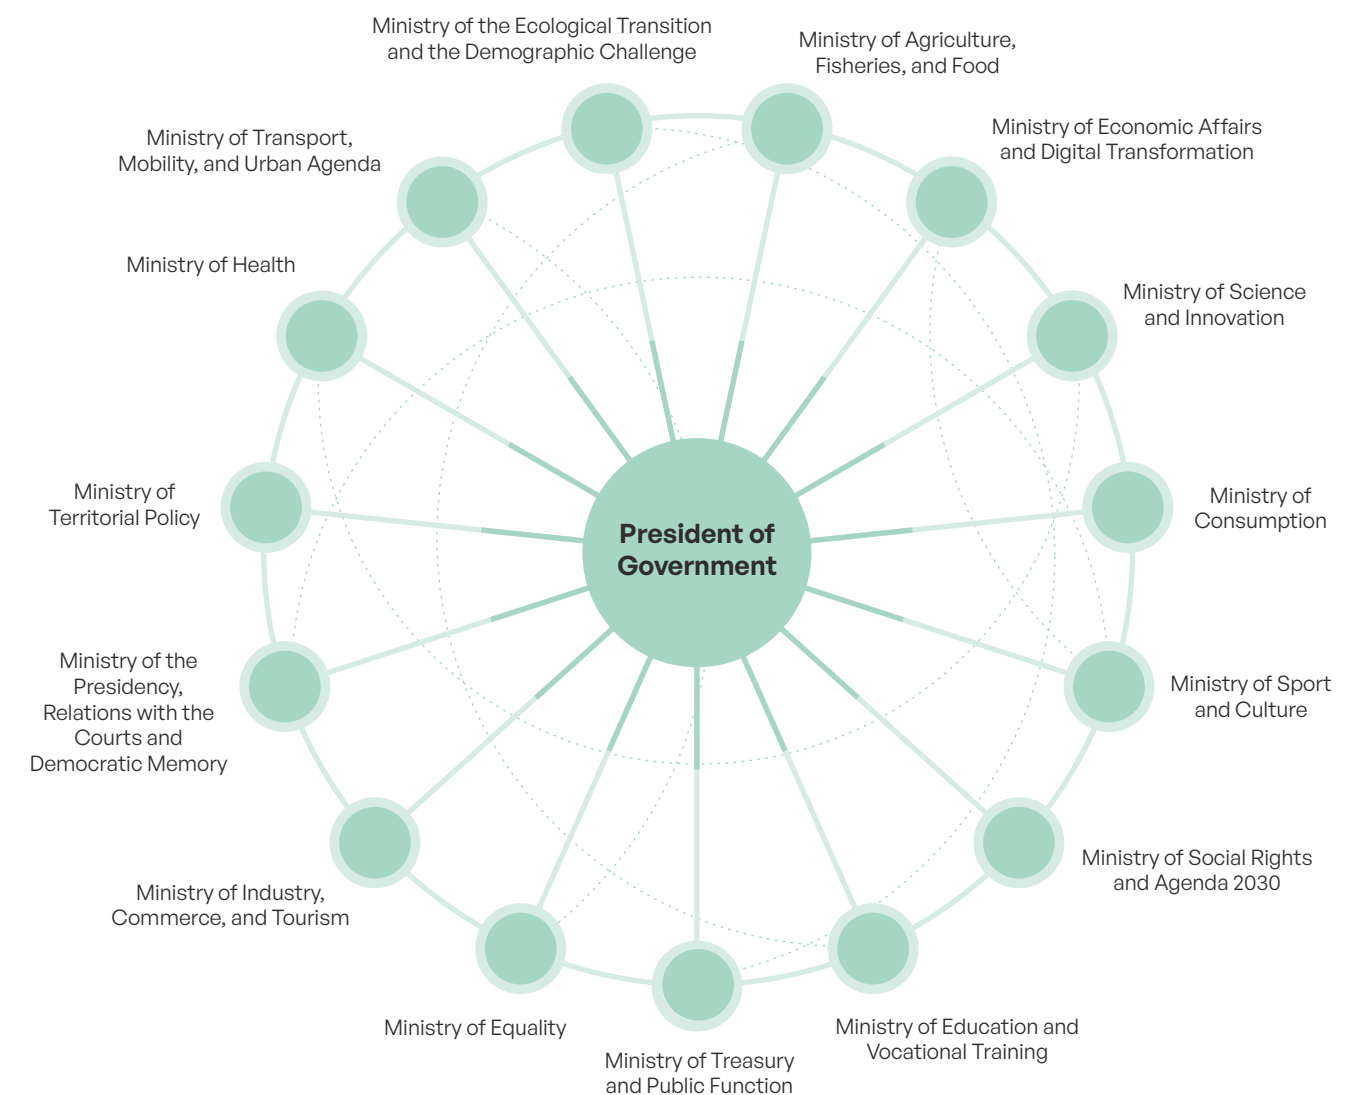 Ministry of the Ecological Transition
and the Demographic Challenge
Ministry of Agriculture,
Fisheries, and Food
Ministry of Economic Affairs
and Digital Transformation
Ministry of Science
and Innovation
Ministry of
Consumption
Ministry of Sport
and Culture
Ministry of Social Rights
and Agenda 2030
Ministry of Education and
Vocational Training
Ministry of Treasury
and Public Function
Ministry of Equality
Ministry of Industry,
Commerce, and Tourism
Ministry of the
Presidency,
Relations with the
Courts and
Democratic Memory
Ministry of
Territorial Policy
Ministry of Health
Ministry of Transport,
Mobility, and Urban Agenda
President of
Government